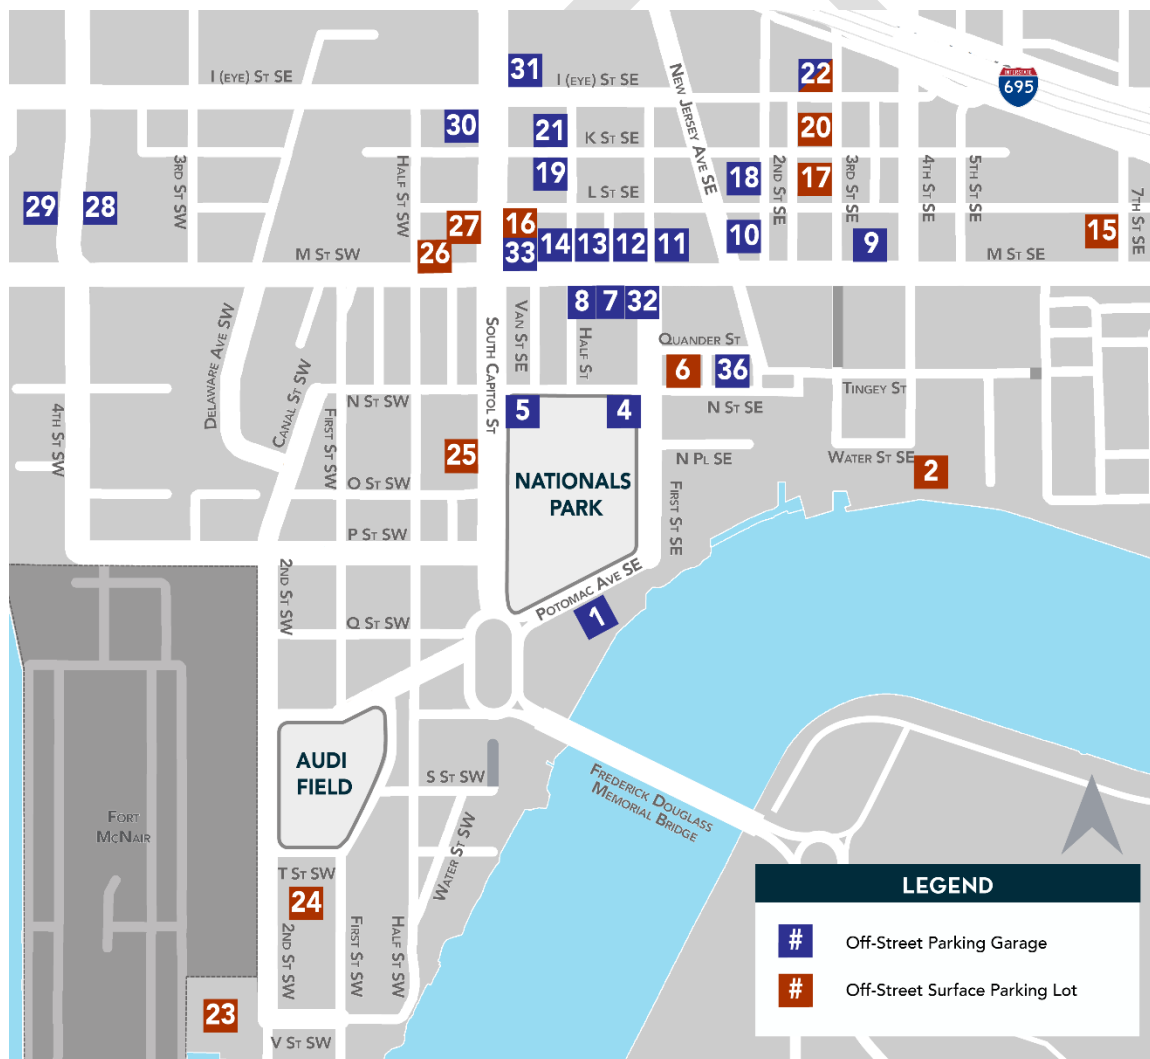 31
I (EYE) ST SE
I (EYE) ST SE
NEW JERSEY AVE SE
22
INTERSTATE
695
30
21
K ST SE
20
3RD ST SW
HALF ST SW
19
L ST SE
18
2ND ST SE
17
3RD ST SE
4TH ST SE
5TH ST SE
7TH ST SE
29
28
27
16
26
33
14
13
12
11
10
9
15
M ST SW
M ST SE
8
7
32
DELAWARE AVE SW
CANAL ST SW
SOUTH CAPITOL ST
VAN ST SE
HALF ST
QUANDER ST
6
36
TINGEY ST
4TH ST SW
FIRST ST SW
N ST SW
5
4
N ST SE
25
O ST SW
NATIONALS
PARK
N PL SE
WATER ST SE
2
FIRST ST SE
P ST SW
2ND ST SW
POTOMAC AVE SE
1
Q ST SW
AUDI
FIELD
S ST SW
FREDERICK DOUGLASS
MEMORIAL BRIDGE
FORT
MCNAIR
WATER ST SW
T ST SW
24
2ND ST SW
FIRST ST SW
HALF ST SW
23
V ST SW
LEGEND
# Off-Street Parking Garage
# Off-Street Surface Parking Lot